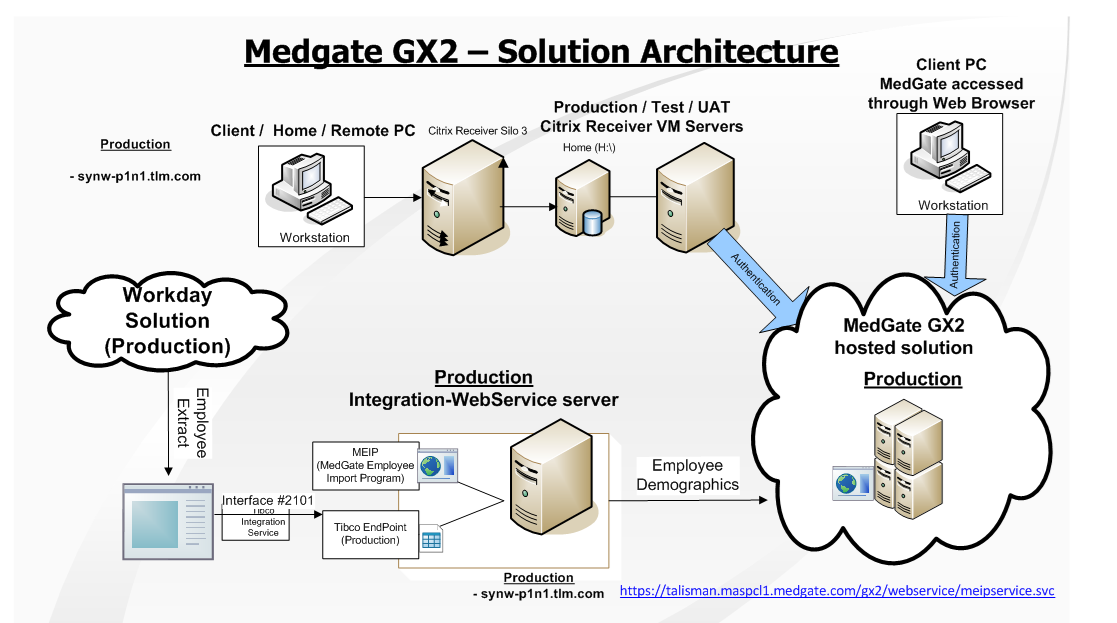 Medgate GX2 – Solution Architecture
Client PC
MedGate accessed
through Web Browser
Workstation
Authentication
Production
- synw-p1n1.tlm.com
Client / Home / Remote PC
Workstation
Citrix Receiver Silo 3
Production / Test / UAT
Citrix Receiver VM Servers
Home (H:\)
Authentication
Workday
Solution
(Production)
Employee
Extract
MedGate GX2
hosted solution
Production
Production
Integration-WebService server
MEIP
(MedGate Employee
Import Program)
Interface #2101
Tibco
Integration
Service
Tibco EndPoint
(Production)
Employee
Demographics
Production
- synw-p1n1.tlm.com
https://talisman.maspcl1.medgate.com/gx2/webservice/meipservice.svc